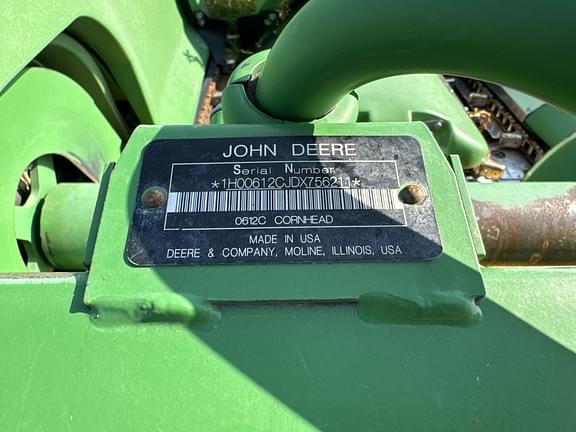 JOHN DEERE
Serial Number
*1H00612CJDX756211*
0612C CORNHEAD
MADE IN USA
DEERE & COMPANY, MOLINE, ILLINOIS, USA